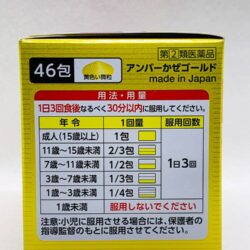 46包
黄色い微粒
第②類医薬品
アンパーかぜゴールド
made in Japan
用法・用量
1日3回食後なるべく30分以内に服用してください。
年令 1回量 服用回数
成人(15歳以上) 1包
11歳〜15歳未満 2/3包
7歳〜11歳未満 1/2包
3歳〜7歳未満 1/3包
1歳〜3歳未満 1/4包
1日3回
1歳未満 服用しないでください
注意:小児に服用させる場合には、保護者の
指導監督のもとに服用させてください。